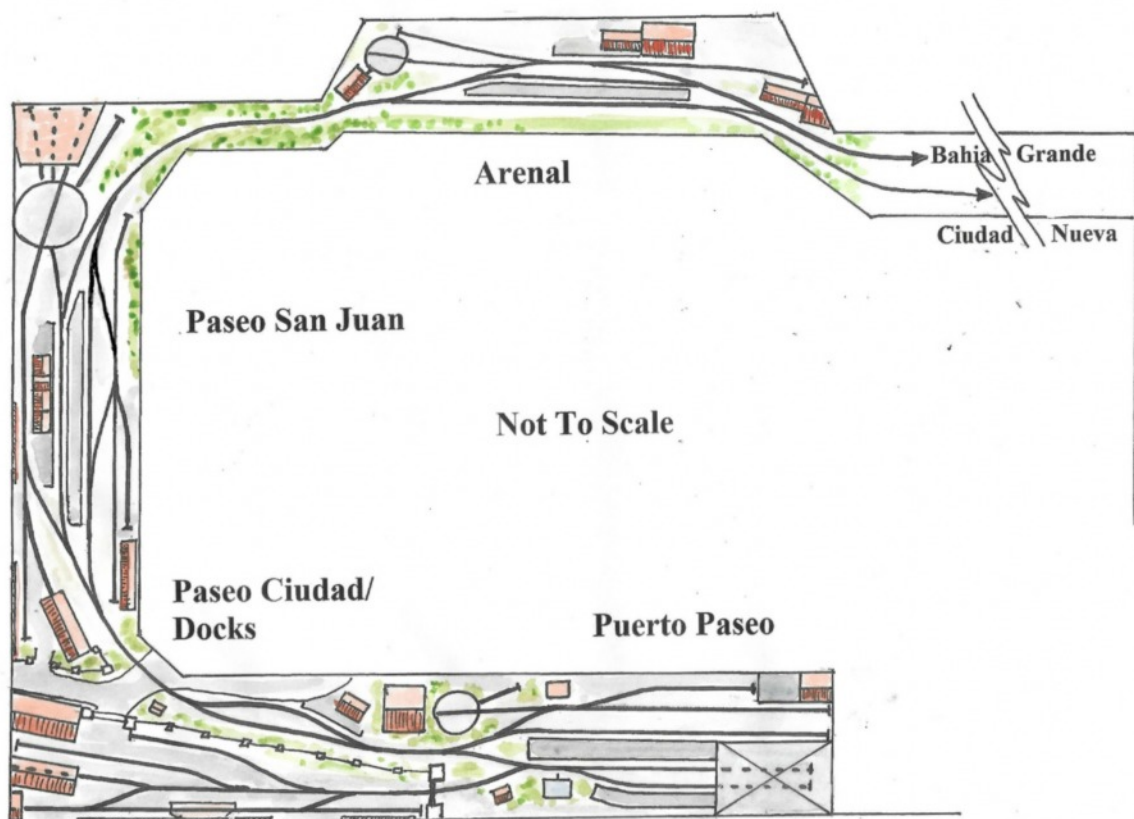 Arenal
Bahia Grande
Ciudad Nueva
Paseo San Juan
Not To Scale
Paseo Ciudad/
Docks
Puerto Paseo